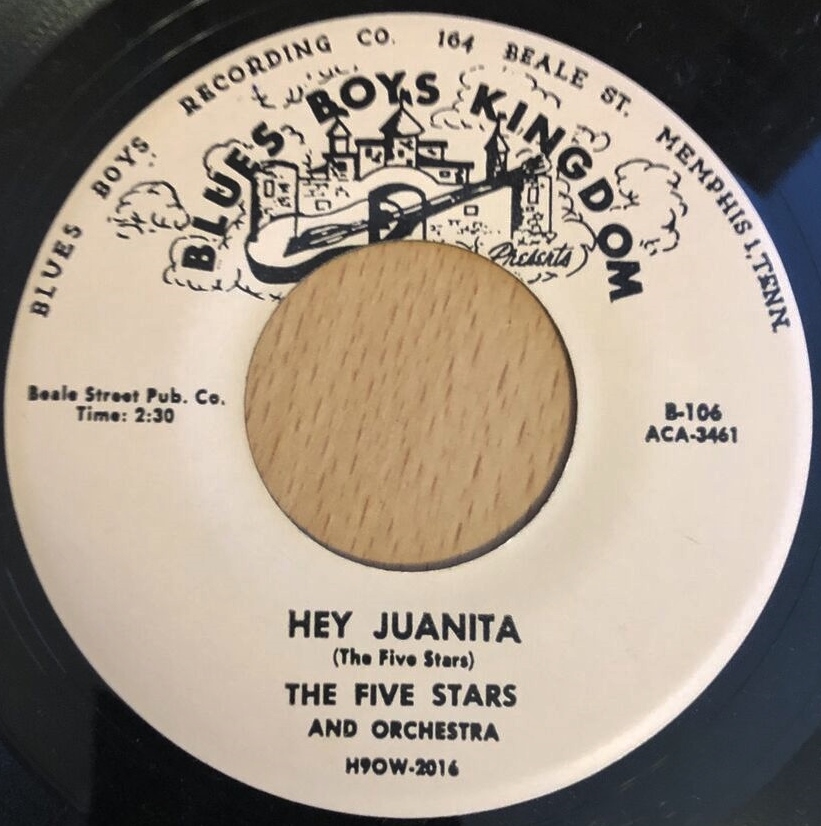 BLUES BOYS RECORDING CO. 164 BEALE ST. MEMPHIS 1, TENN
BLUES BOYS KINGDOM
Presents
Beale Street Pub. Co.
Time: 2:30
B-106
ACA-3461
HEY JUANITA
(The Five Stars)
THE FIVE STARS
AND ORCHESTRA
H9OW-2016